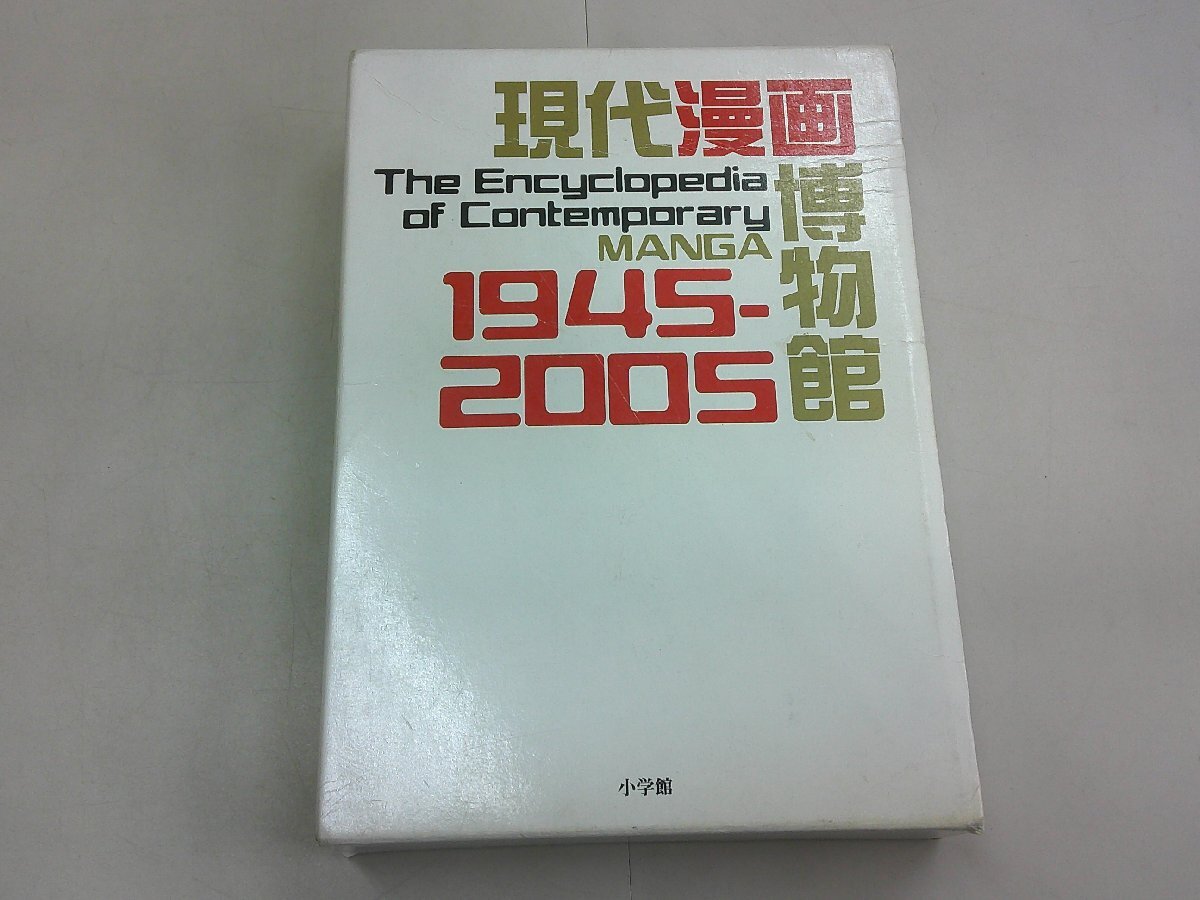 現代漫画博物館
The Encyclopedia
of Contemporary
MANGA
1945-
2005
小学館